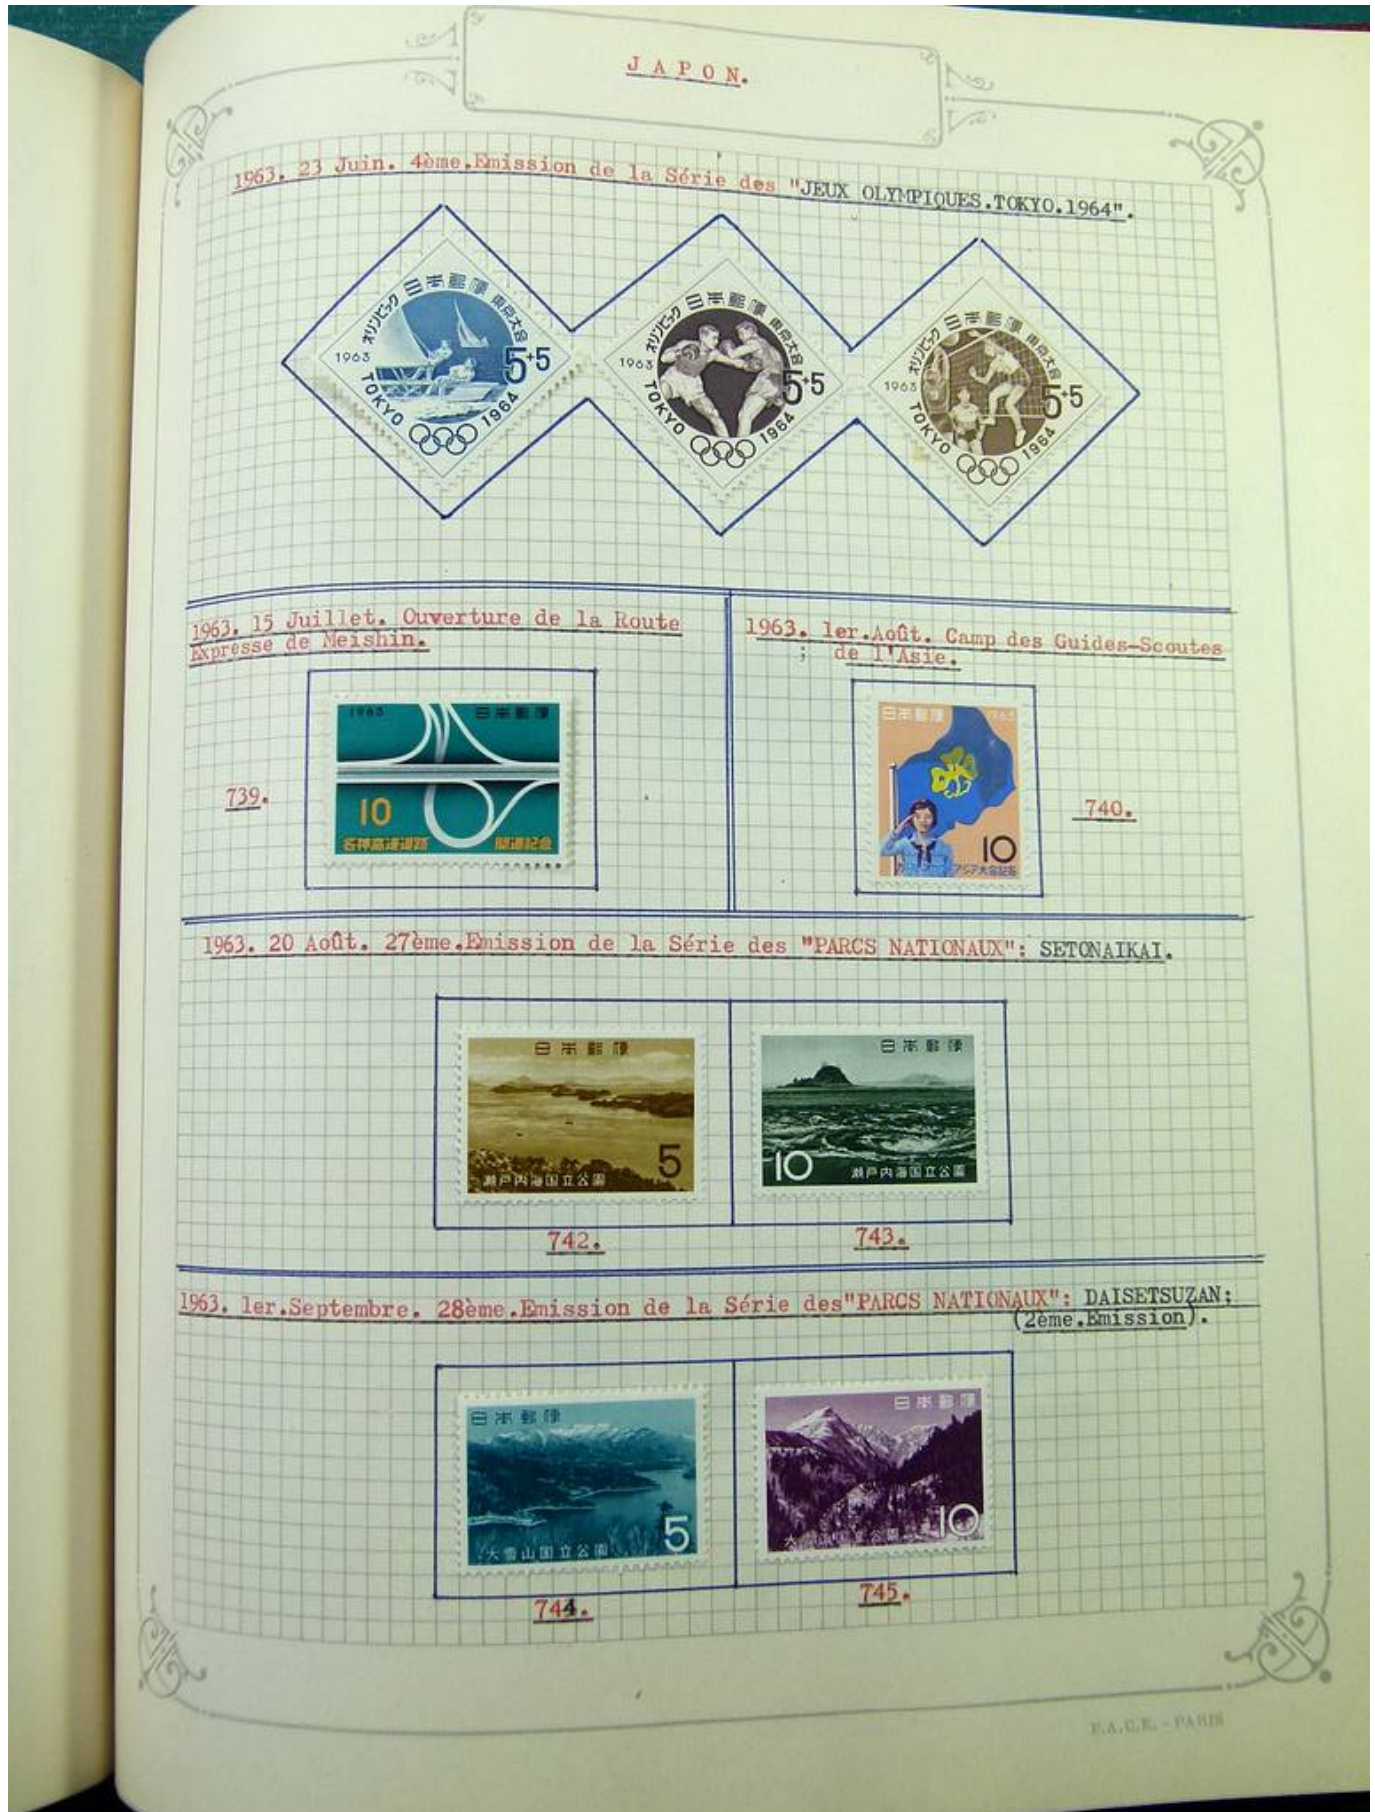 J A P O N.
1963. 23 Juin. 4ème.Emission de la Série des "JEUX OLYMPIQUES.TOKYO.1964".
日本郵便
オリンピック 東京大会
1963
5+5
TOKYO 1964
日本郵便
オリンピック 東京大会
1963
5+5
TOKYO 1964
日本郵便
オリンピック 東京大会
1963
5+5
TOKYO 1964
1963. 15 Juillet. Ouverture de la Route
Expresse de Meishin.
1963 日本郵便
10
名神高速道路 開通記念
739.
1963. 1er.Août. Camp des Guides-Scoutes
; de l'Asie.
日本郵便 1963
10
アジア大会記念
740.
1963. 20 Août. 27ème.Emission de la Série des "PARCS NATIONAUX": SETONAIKAI.
日本郵便
5
瀬戸内海国立公園
日本郵便
10 瀬戸内海国立公園
742. 743.
1963. 1er.Septembre. 28ème.Emission de la Série des"PARCS NATIONAUX": DAISETSUZAN:
(2ème.Emission).
日本郵便
5
大雪山国立公園
日本郵便
10
大雪山国立公園
744. 745.
F.A.C.E. - PARIS